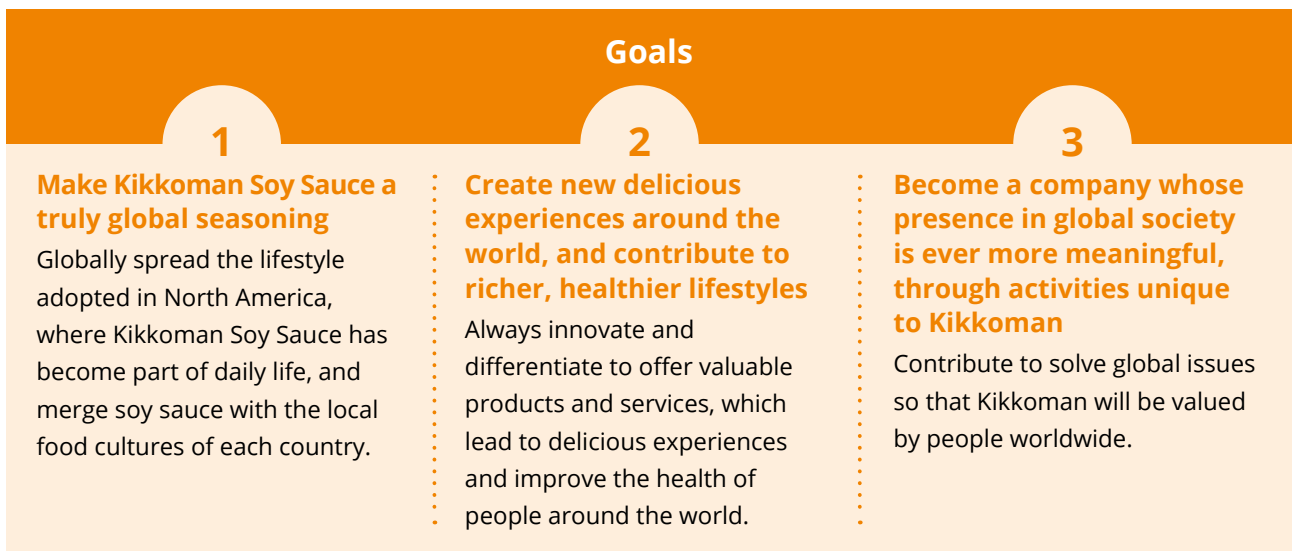 Goals
1
Make Kikkoman Soy Sauce a
truly global seasoning
Globally spread the lifestyle
adopted in North America,
where Kikkoman Soy Sauce has
become part of daily life, and
merge soy sauce with the local
food cultures of each country.
2
Create new delicious
experiences around the
world, and contribute to
richer, healthier lifestyles
Always innovate and
differentiate to offer valuable
products and services, which
lead to delicious experiences
and improve the health of
people around the world.
3
Become a company whose
presence in global society
is ever more meaningful,
through activities unique
to Kikkoman
Contribute to solve global issues
so that Kikkoman will be valued
by people worldwide.